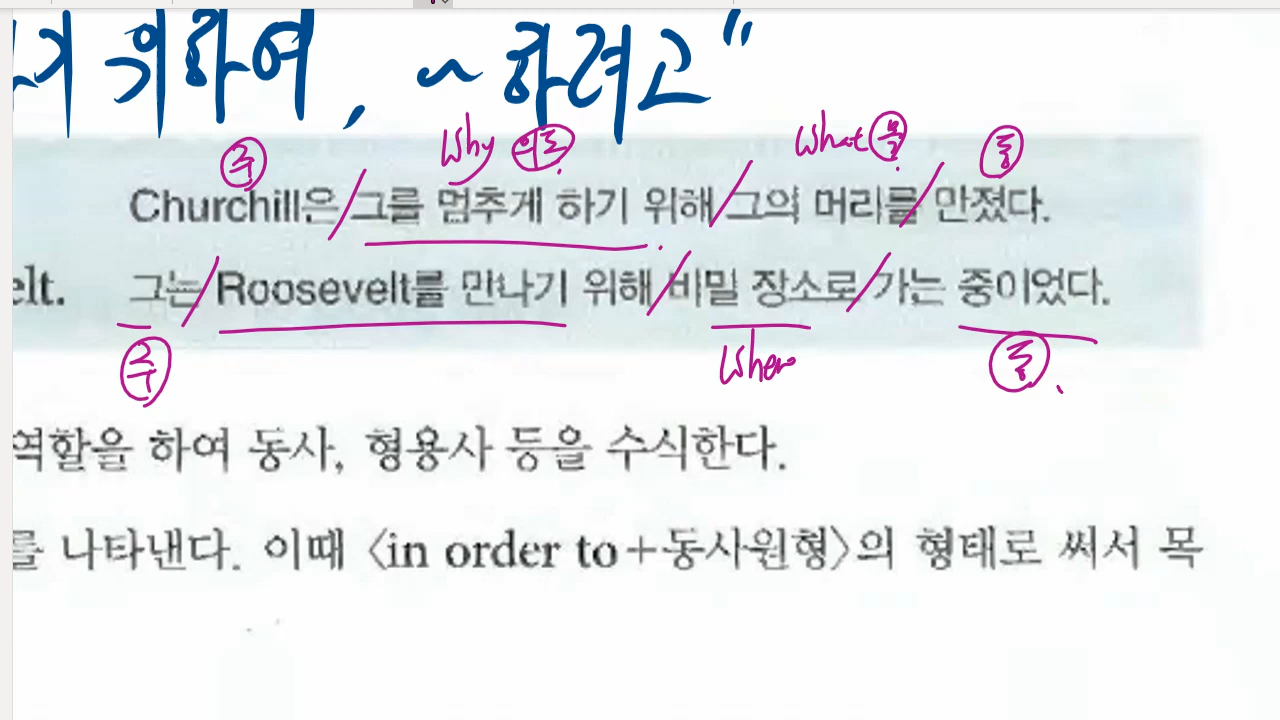 기 위하여, ~하려고"
주 Why 의도 What 을 동
Churchill은/그를 멈추게 하기 위해/그의 머리를/만졌다.
elt. 그는/Roosevelt를 만나기 위해/비밀 장소로/가는 중이었다.
주 Where 동
역할을 하여 동사, 형용사 등을 수식한다.
를 나타낸다. 이때 〈in order to+동사원형〉의 형태로 써서 목